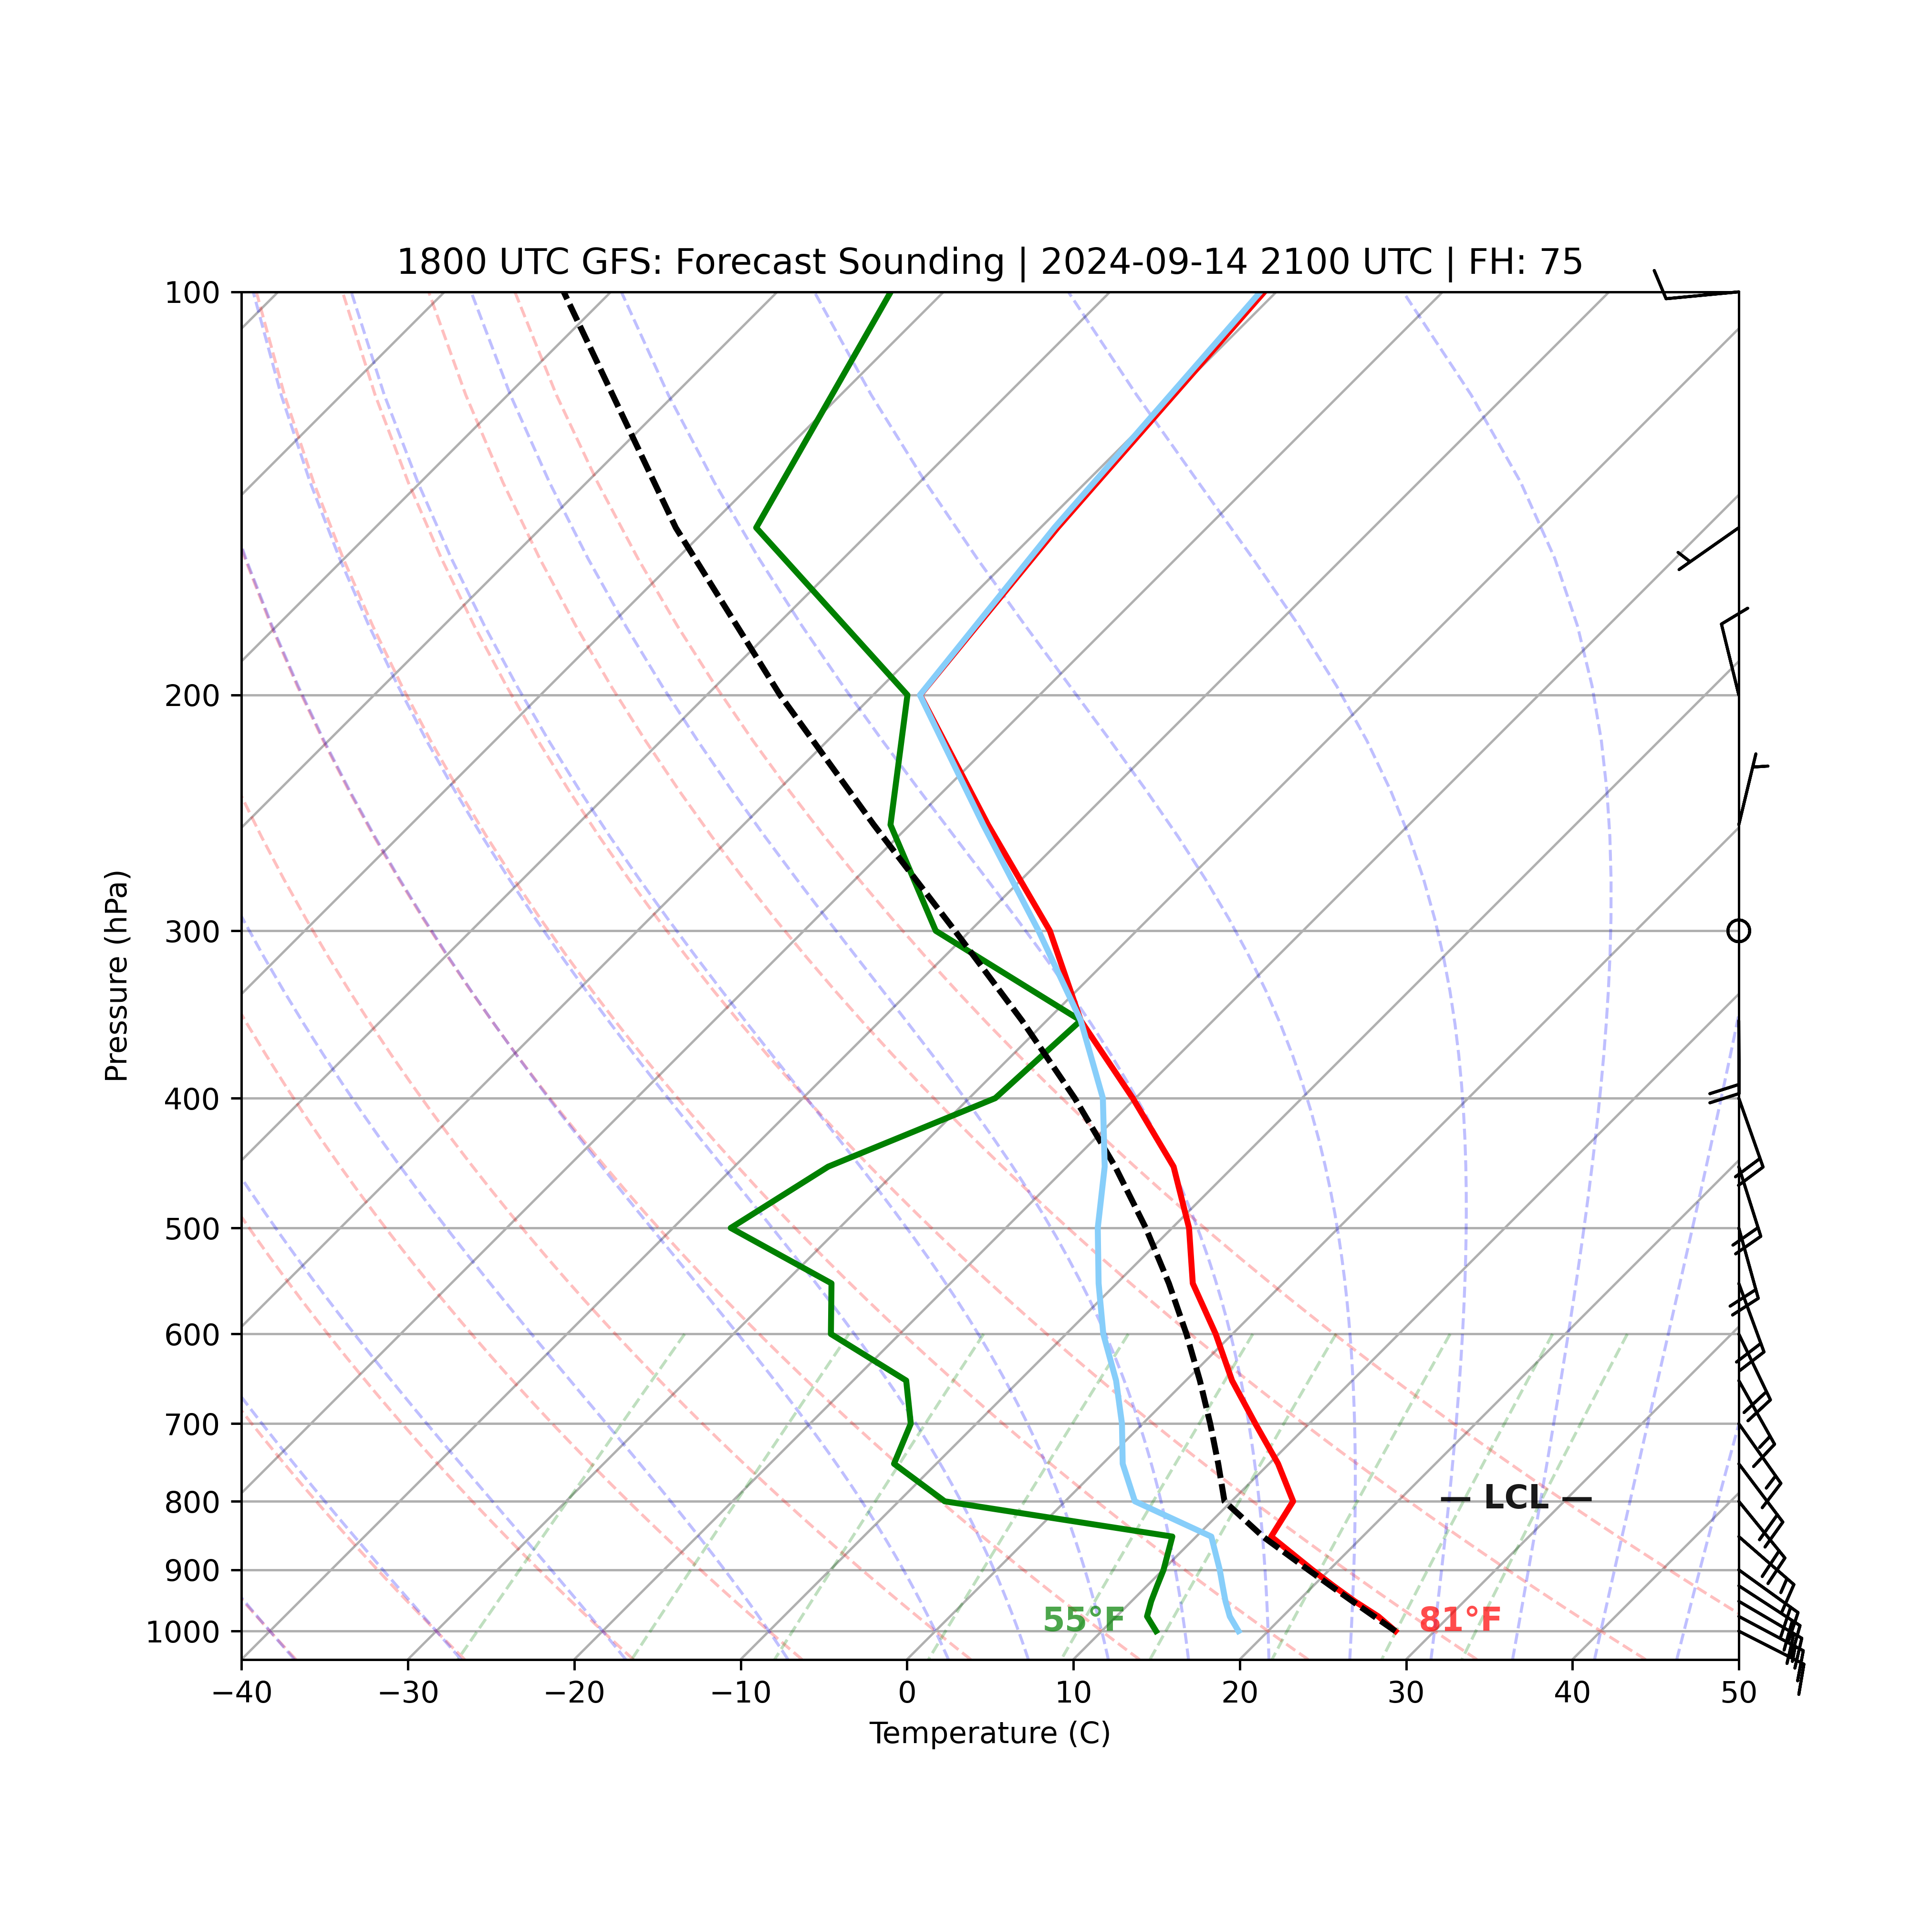 1800 UTC GFS: Forecast Sounding | 2024-09-14 2100 UTC | FH: 75
100
200
300
400
500
600
700
800
900
1000
Pressure (hPa)
— LCL —
55°F
81°F
−40 −30 −20 −10 0 10 20 30 40 50
Temperature (C)